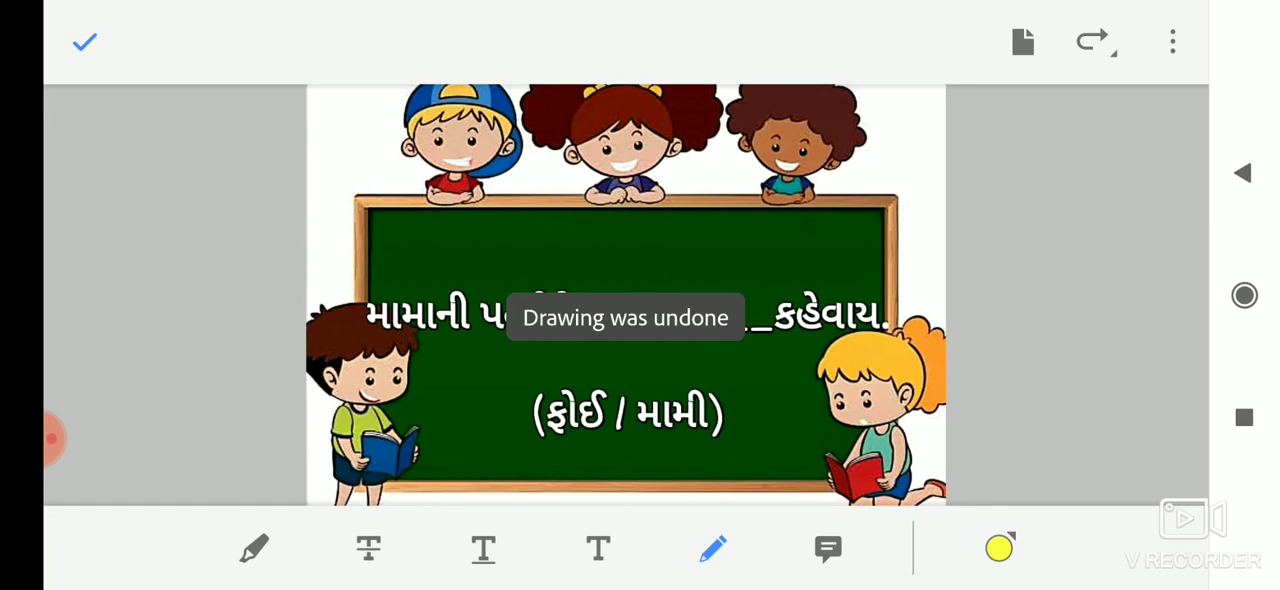 મામાની _કહેવાય.
Drawing was undone
(ફોઈ / મામી)
V RECORDER